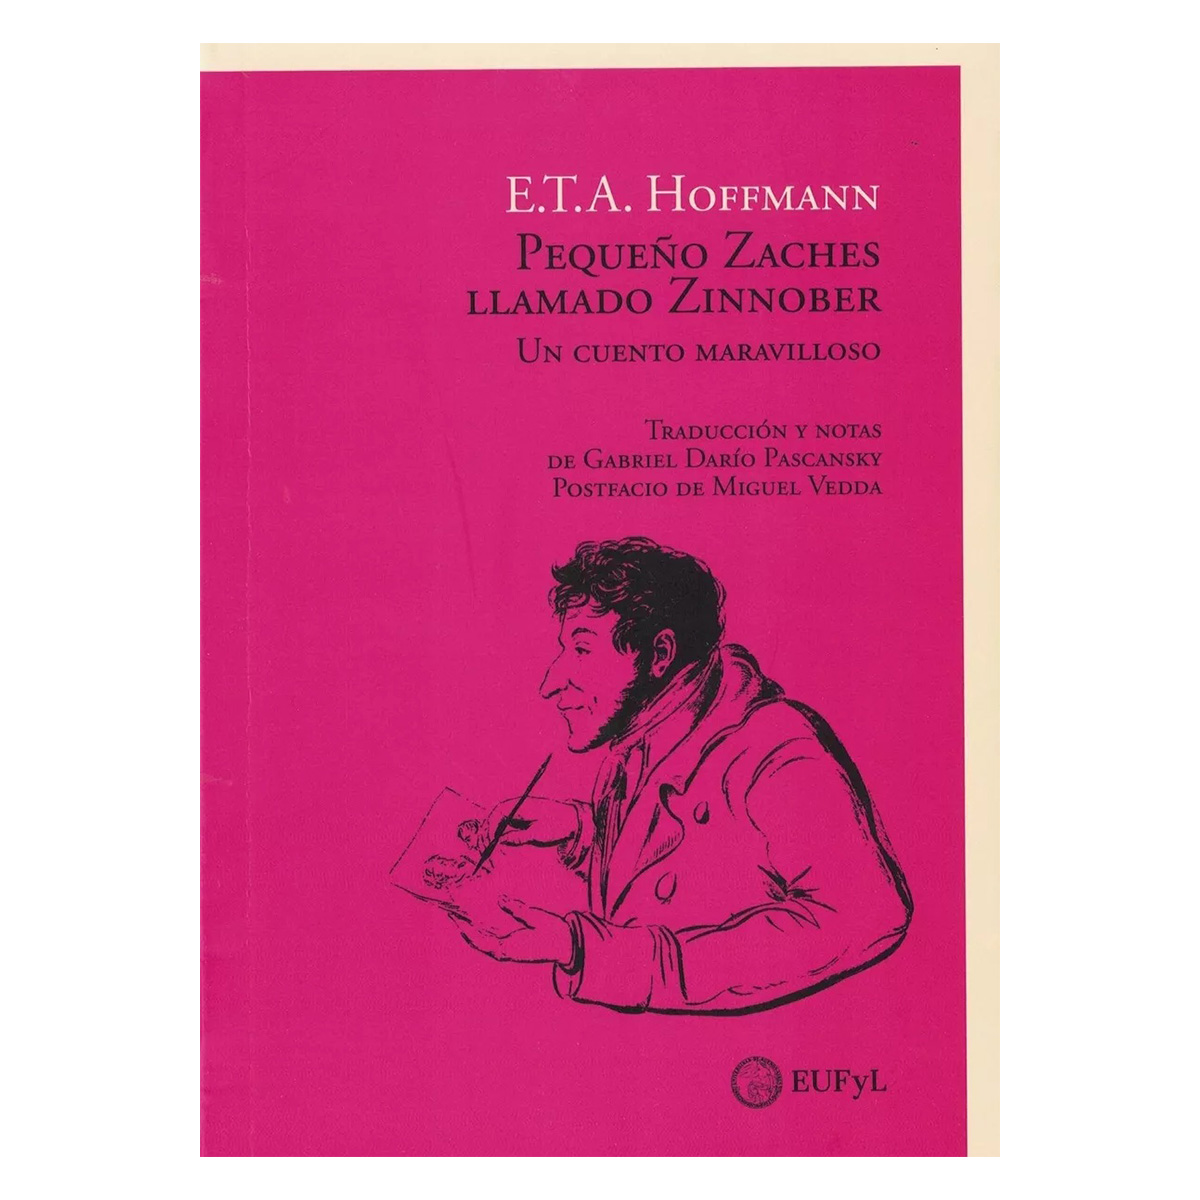 E.T.A. Hoffmann
Pequeño Zaches
llamado Zinnober
Un cuento maravilloso
Traducción y notas
de Gabriel Darío Pascansky
Postfacio de Miguel Vedda
EUFyL